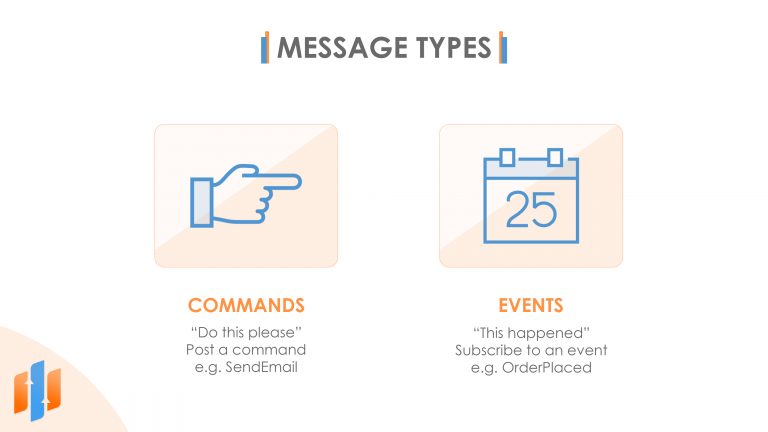 MESSAGE TYPES
25
COMMANDS
“Do this please”
Post a command
e.g. SendEmail
EVENTS
“This happened”
Subscribe to an event
e.g. OrderPlaced